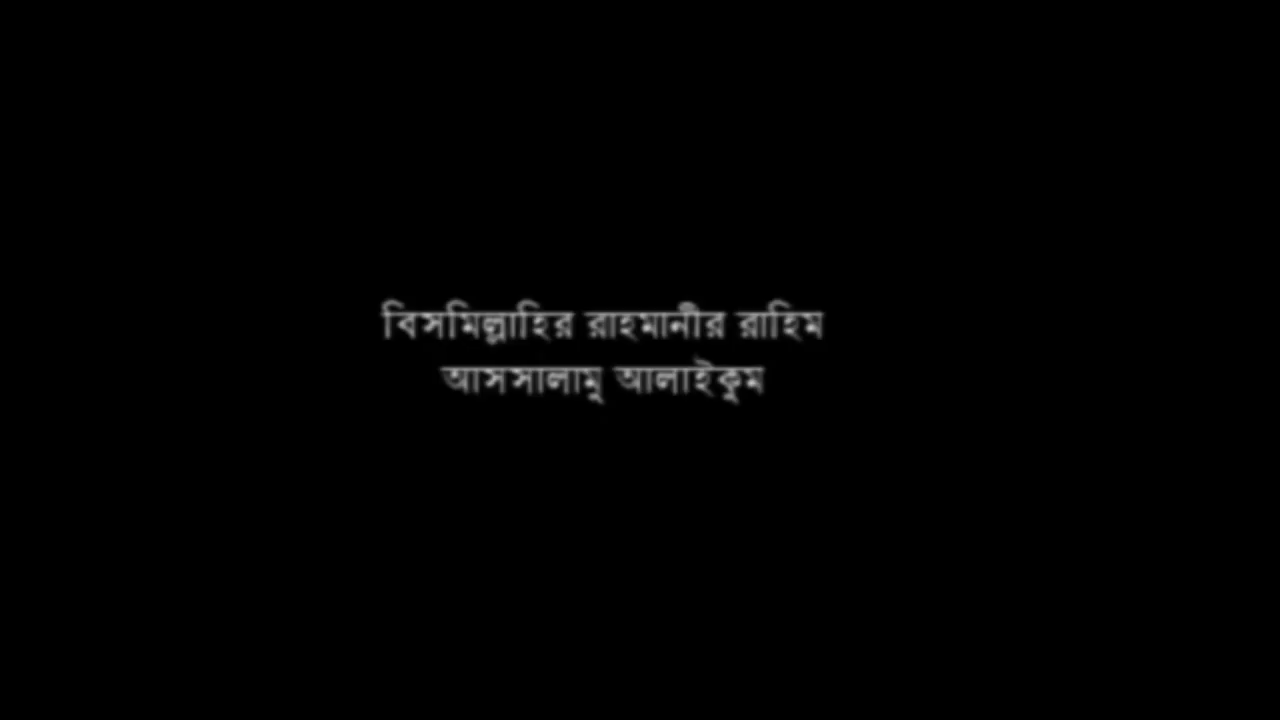 বিসমিল্লাহির রাহমানীর রাহিম
আসসালামু আলাইকুম